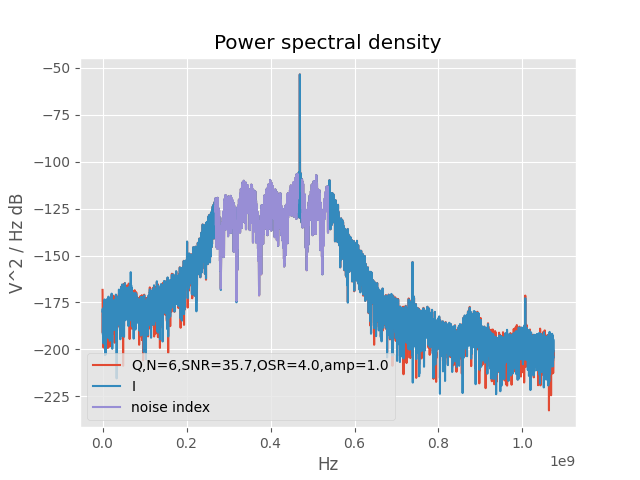 Power spectral density
−50
−75
−100
−125
−150
−175
−200
−225
V^2 / Hz dB
Q,N=6,SNR=35.7,OSR=4.0,amp=1.0
I
noise index
0.0 0.2 0.4 0.6 0.8 1.0
1e9
Hz